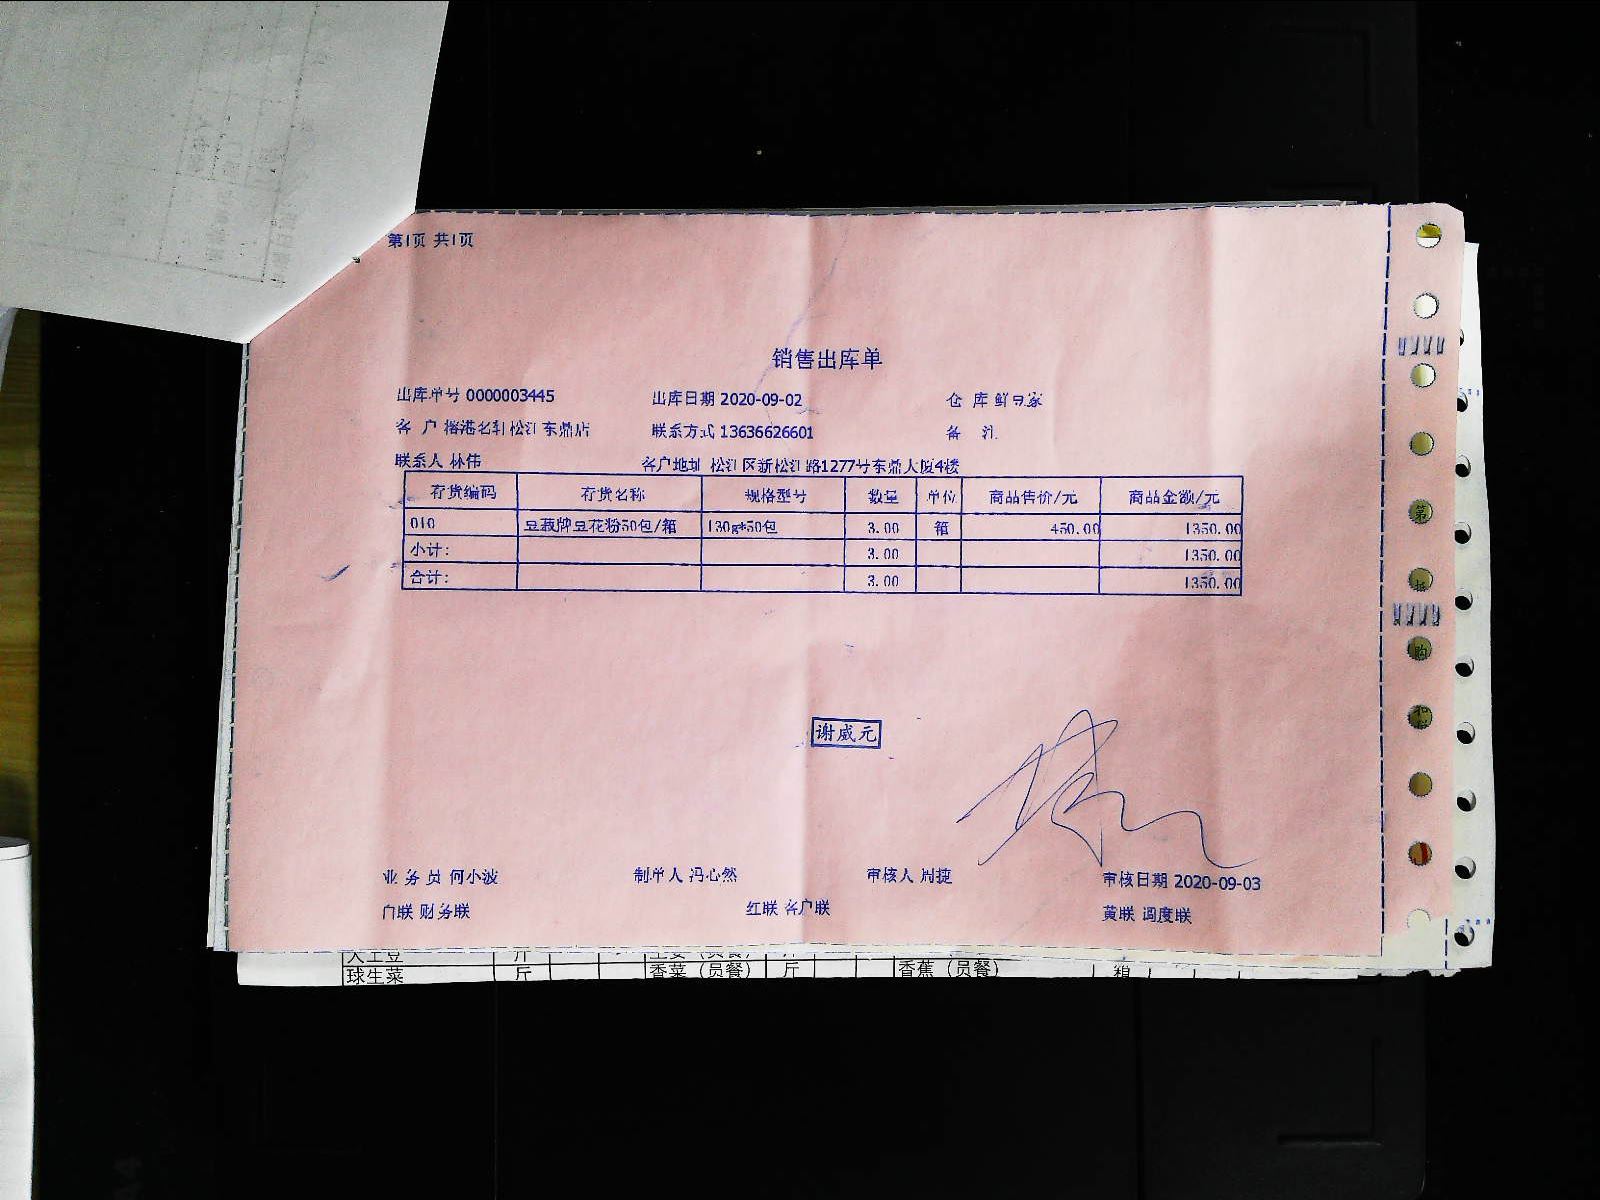 第1页 共1页
销售出库单
出库单号 0000003445 出库日期 2020-09-02 仓 库 鲜豆家
客 户 港名轩松江东鼎店 联系方式 13636626601 备 注
联系人 林伟 客户地址 松江区新松江路1277号东鼎大厦4楼
存货编码 存货名称 规格型号 数量 单位 商品售价/元 商品金额/元
010 豆花粉50包/箱 130g*50包 3.00 箱 450.00 1350.00
小计: 3.00 1350.00
合计: 3.00 1350.00
谢威元
业务员 何小波 制单人 冯心然 审核人 周捷 审核日期 2020-09-03
白联 财务联 红联 客户联 黄联 调度联
大土豆 斤 斤
球生菜 斤 香菜（员餐） 斤 香蕉（员餐） 箱